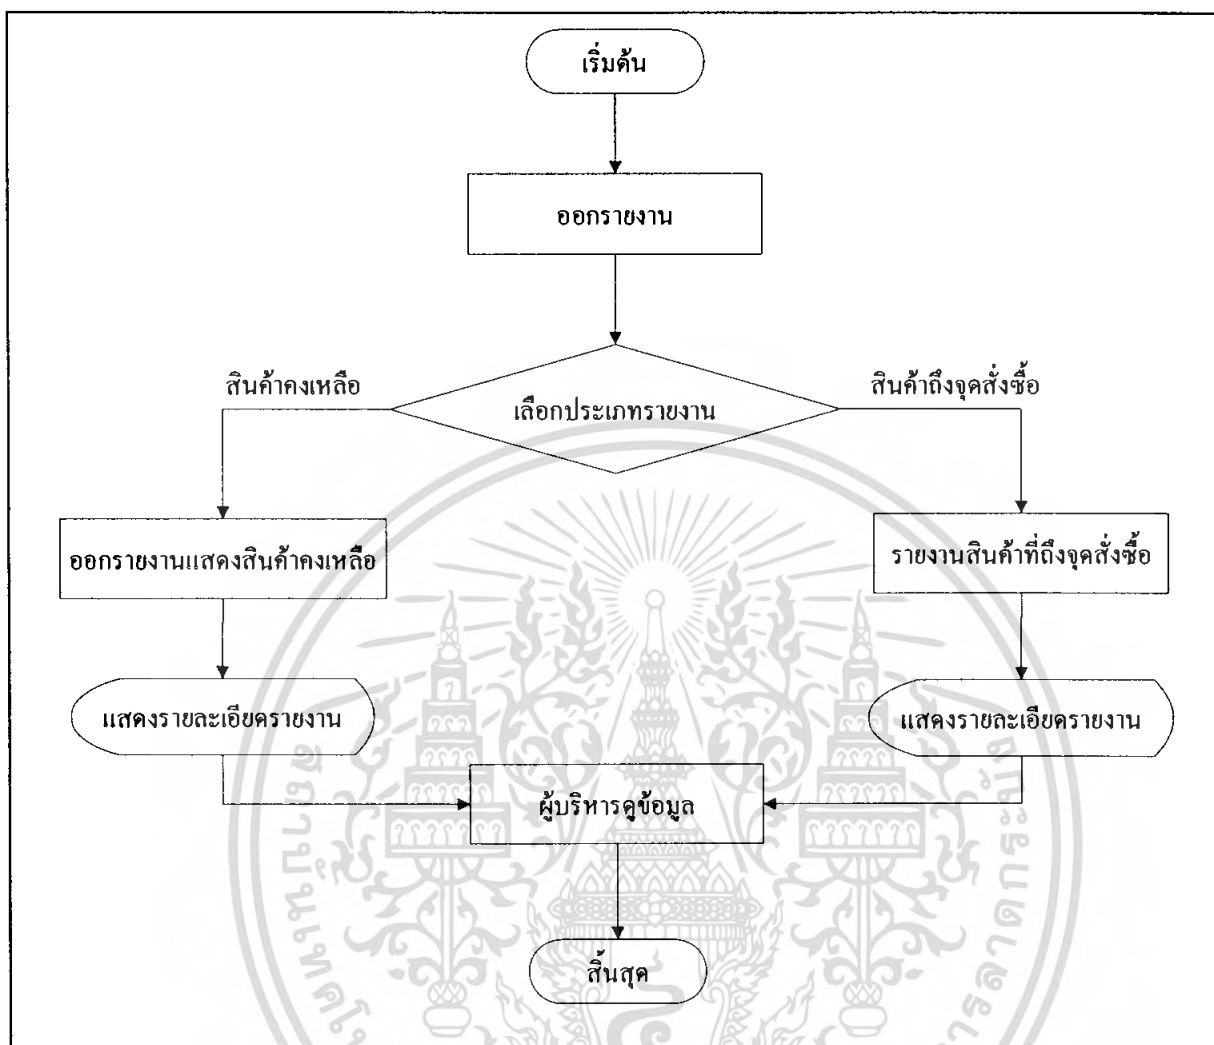 เริ่มต้น
ออกรายงาน
เลือกประเภทรายงาน
สินค้าคงเหลือ
สินค้าถึงจุดสั่งซื้อ
ออกรายงานแสดงสินค้าคงเหลือ
รายงานสินค้าที่ถึงจุดสั่งซื้อ
แสดงรายละเอียดรายงาน
แสดงรายละเอียดรายงาน
ผู้บริหารดูข้อมูล
สิ้นสุด